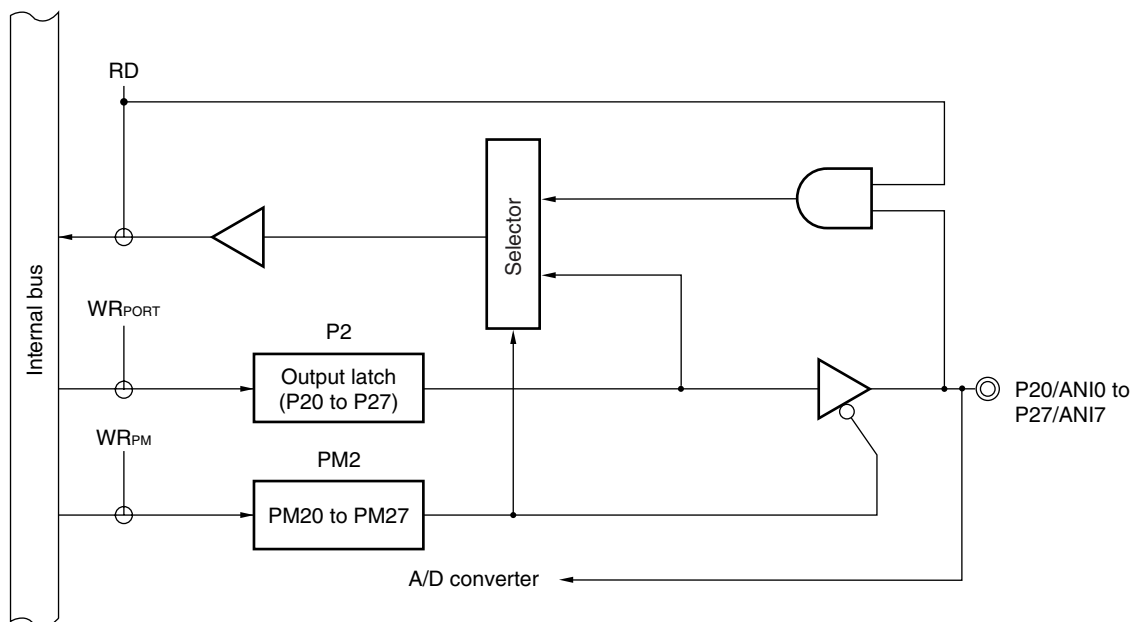 RD
Selector
Internal bus
WRPORT
P2
Output latch
(P20 to P27)
P20/ANI0 to
P27/ANI7
WRPM
PM2
PM20 to PM27
A/D converter